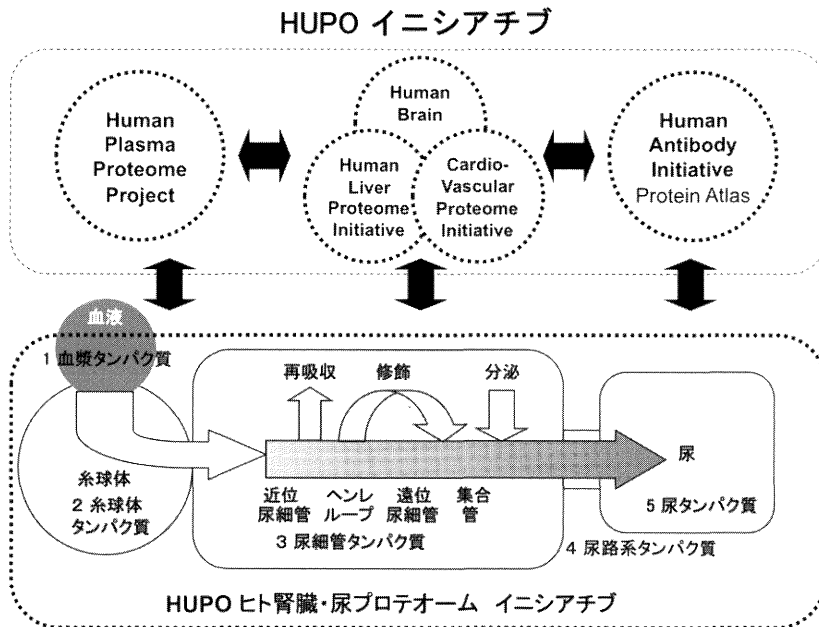 HUPO イニシアチブ
Human
Plasma
Proteome
Project
Human
Brain
Human
Liver
Proteome
Initiative
Cardio-
Vascular
Proteome
Initiative
Human
Antibody
Initiative
Protein Atlas
血液
1 血漿タンパク質
糸球体
2 糸球体
タンパク質
再吸収
修飾
分泌
近位
尿細管
ヘンレ
ループ
遠位
尿細管
集合
管
3 尿細管タンパク質
4 尿路系タンパク質
尿
5 尿タンパク質
HUPO ヒト腎臓・尿プロテオーム イニシアチブ